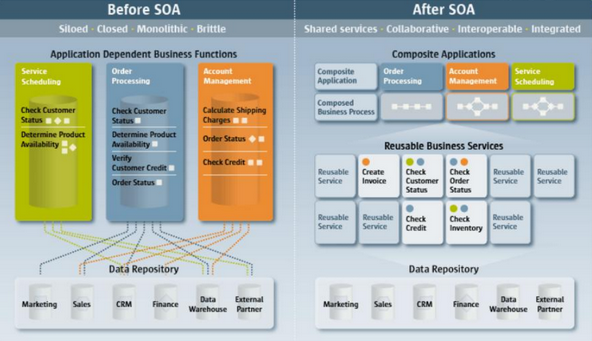 Before SOA
Siloed · Closed · Monolithic · Brittle
Application Dependent Business Functions
Service
Scheduling
Check Customer
Status
Determine Product
Availability
Order
Processing
Check Customer
Status
Determine Product
Availability
Verify
Customer Credit
Order Status
Account
Management
Calculate Shipping
Charges
Order Status
Check Credit
Data Repository
Marketing
Sales
CRM
Finance
Data
Warehouse
External
Partner
After SOA
Shared services · Collaborative · Interoperable · Integrated
Composite Applications
Composite
Application
Order
Processing
Account
Management
Service
Scheduling
Composed
Business Process
Reusable Business Services
Reusable
Service
Create
Invoice
Check
Customer
Status
Check
Order
Status
Reusable
Service
Reusable
Service
Reusable
Service
Reusable
Service
Check
Credit
Check
Inventory
Reusable
Service
Data Repository
Marketing
Sales
CRM
Finance
Data
Warehouse
External
Partner